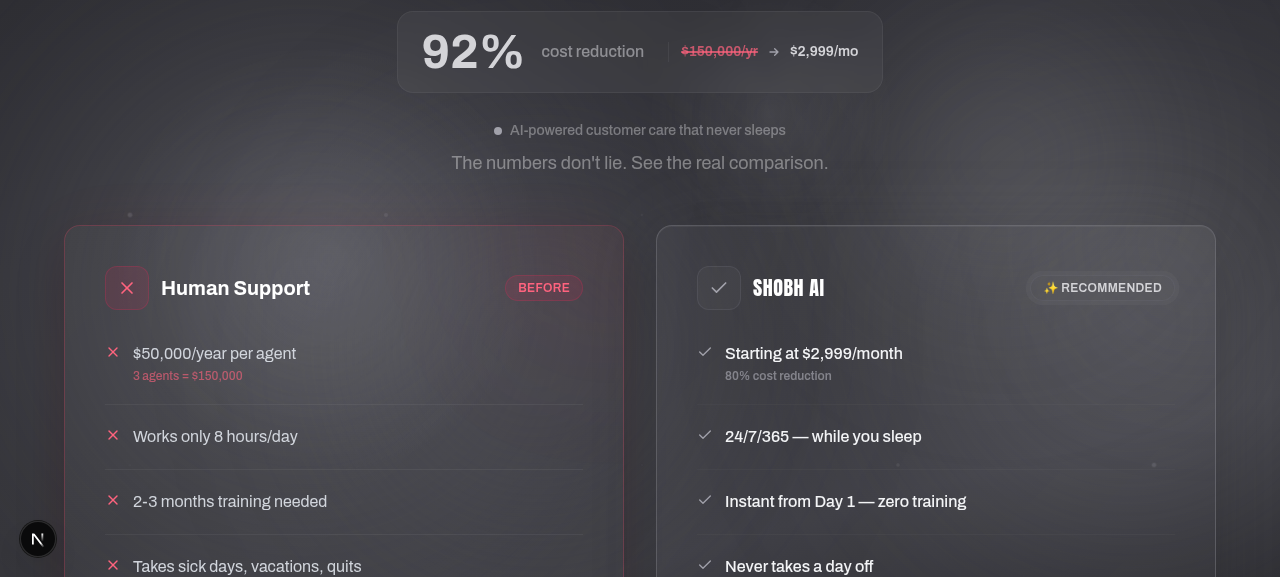 92% cost reduction $150,000/yr → $2,999/mo
AI-powered customer care that never sleeps
The numbers don't lie. See the real comparison.
Human Support
BEFORE
$50,000/year per agent
3 agents = $150,000
Works only 8 hours/day
2-3 months training needed
Takes sick days, vacations, quits
SHOBH AI
✨ RECOMMENDED
Starting at $2,999/month
80% cost reduction
24/7/365 — while you sleep
Instant from Day 1 — zero training
Never takes a day off
N